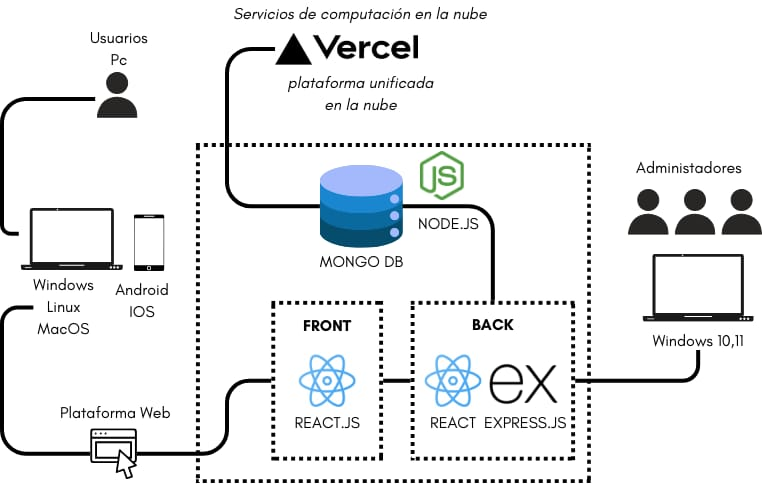 Servicios de computación en la nube
Vercel
plataforma unificada
en la nube
Usuarios
Pc
Windows
Linux
MacOS
Android
IOS
Plataforma Web
JS
NODE.JS
MONGO DB
FRONT
REACT.JS
BACK
ex
REACT EXPRESS.JS
Administadores
Windows 10,11